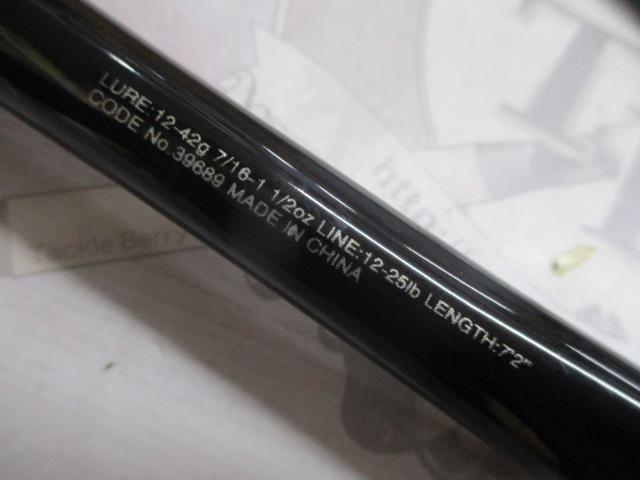 LURE:12-42g 7/16-1 1/2oz LINE:12-25lb LENGTH:7'2"
CODE No.39689 MADE IN CHINA
Tackle Berry
http://